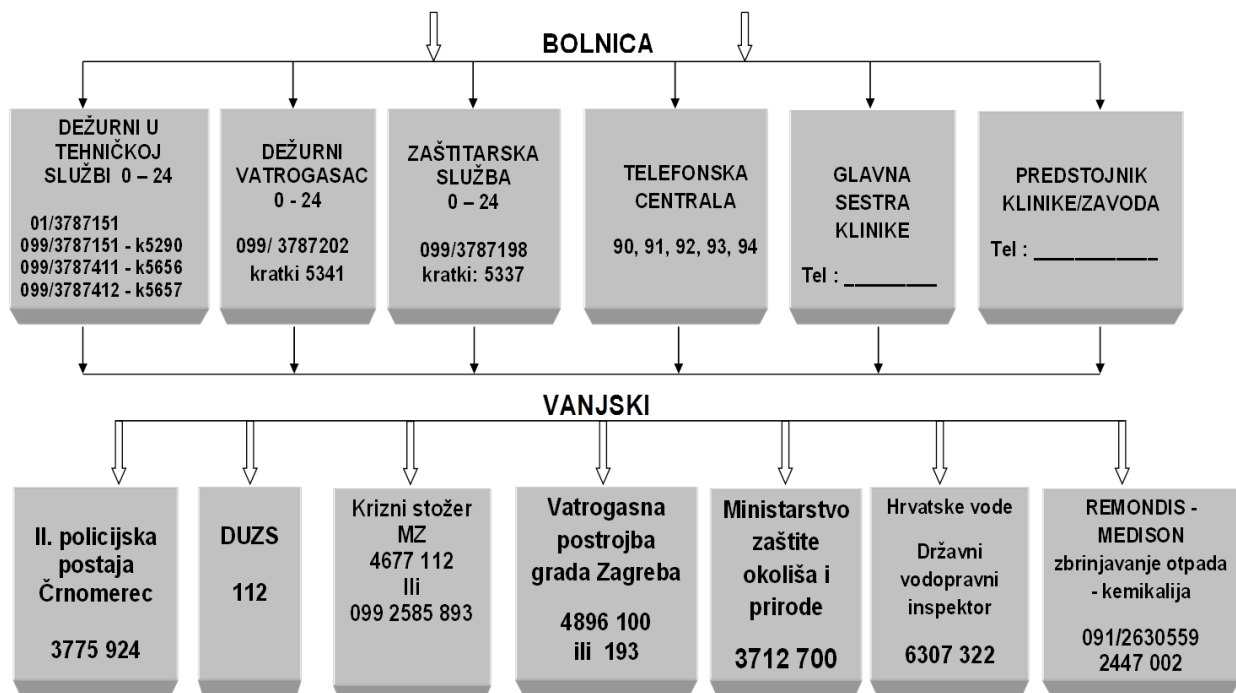 BOLNICA
DEŽURNI U
TEHNIČKOJ
SLUŽBI 0 – 24
01/3787151
099/3787151 - k5290
099/3787411 - k5656
099/3787412 - k5657
DEŽURNI
VATROGASAC
0 - 24
099/ 3787202
kratki 5341
ZAŠTITARSKA
SLUŽBA
0 – 24
099/3787198
kratki: 5337
TELEFONSKA
CENTRALA
90, 91, 92, 93, 94
GLAVNA
SESTRA
KLINIKE
Tel : _________
PREDSTOJNIK
KLINIKE/ZAVODA
Tel : ____________
VANJSKI
II. policijska
postaja
Črnomerec
3775 924
DUZS
112
Krizni stožer
MZ
4677 112
Ili
099 2585 893
Vatrogasna
postrojba
grada Zagreba
4896 100
ili 193
Ministarstvo
zaštite
okoliša i
prirode
3712 700
Hrvatske vode
Državni
vodopravni
inspektor
6307 322
REMONDIS -
MEDISON
zbrinjavanje otpada
- kemikalija
091/2630559
2447 002